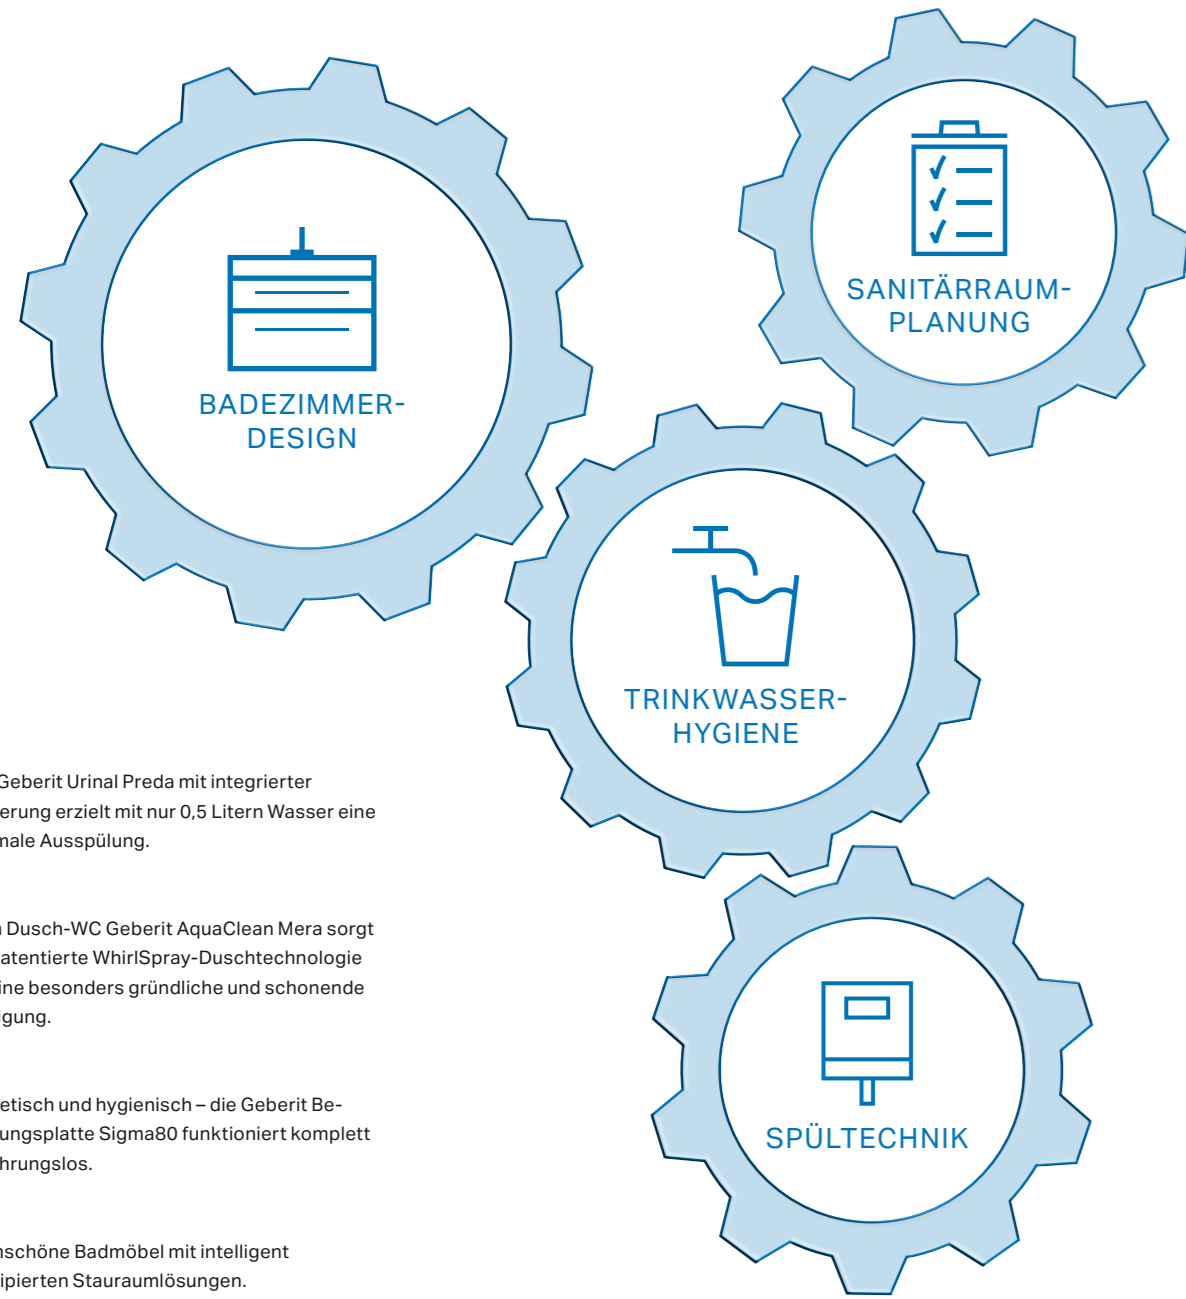 SANITÄRRAUM-
PLANUNG
BADEZIMMER-
DESIGN
TRINKWASSER-
HYGIENE
SPÜLTECHNIK
Geberit Urinal Preda mit integrierter
erung erzielt mit nur 0,5 Litern Wasser eine
male Ausspülung.
Dusch-WC Geberit AquaClean Mera sorgt
atentierte WhirlSpray-Duschtechnologie
ine besonders gründliche und schonende
igung.
etisch und hygienisch – die Geberit Be-
ungsplatte Sigma80 funktioniert komplett
hrungslos.
nschöne Badmöbel mit intelligent
ipierten Stauraumlösungen.